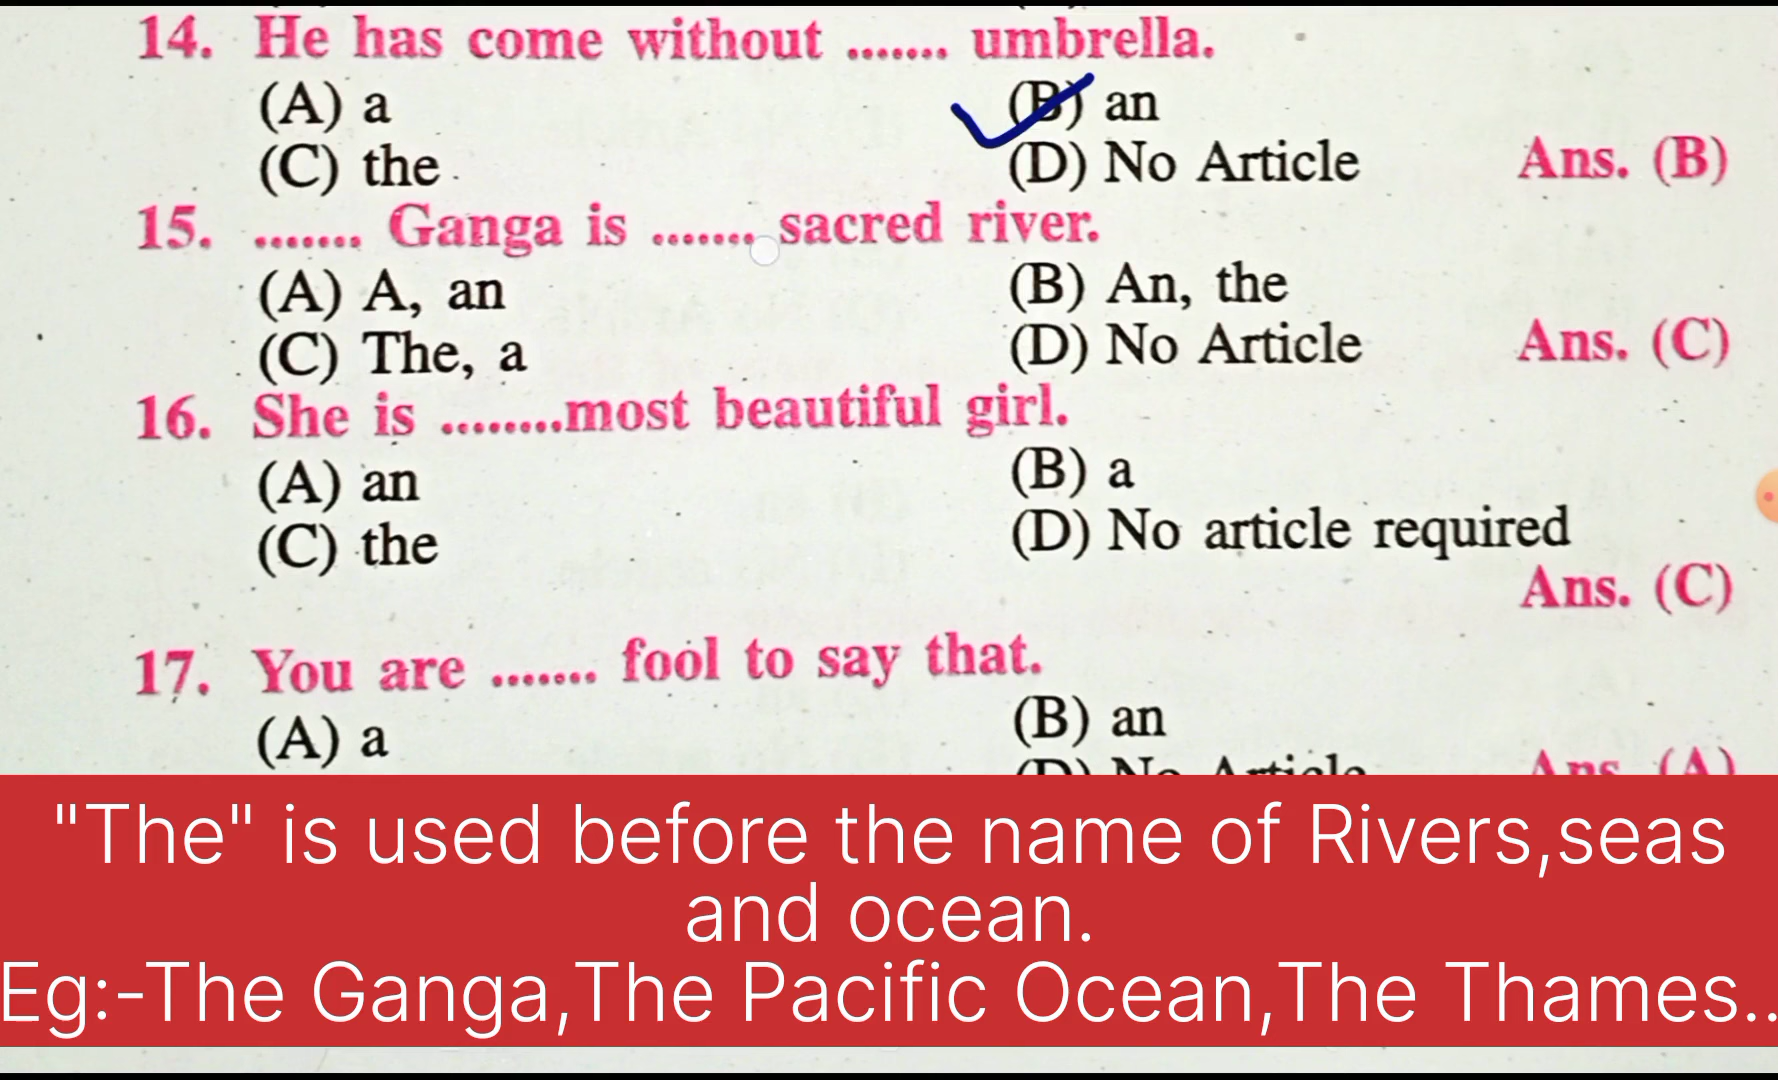 14. He has come without ....... umbrella.
(A) a (B) an
(C) the (D) No Article Ans. (B)
15. ....... Ganga is ....... sacred river.
(A) A, an (B) An, the
(C) The, a (D) No Article Ans. (C)
16. She is ........most beautiful girl.
(A) an (B) a
(C) the (D) No article required
Ans. (C)
17. You are ....... fool to say that.
(A) a (B) an
(D) No Article Ans. (A)
"The" is used before the name of Rivers,seas
and ocean.
Eg:-The Ganga,The Pacific Ocean,The Thames..